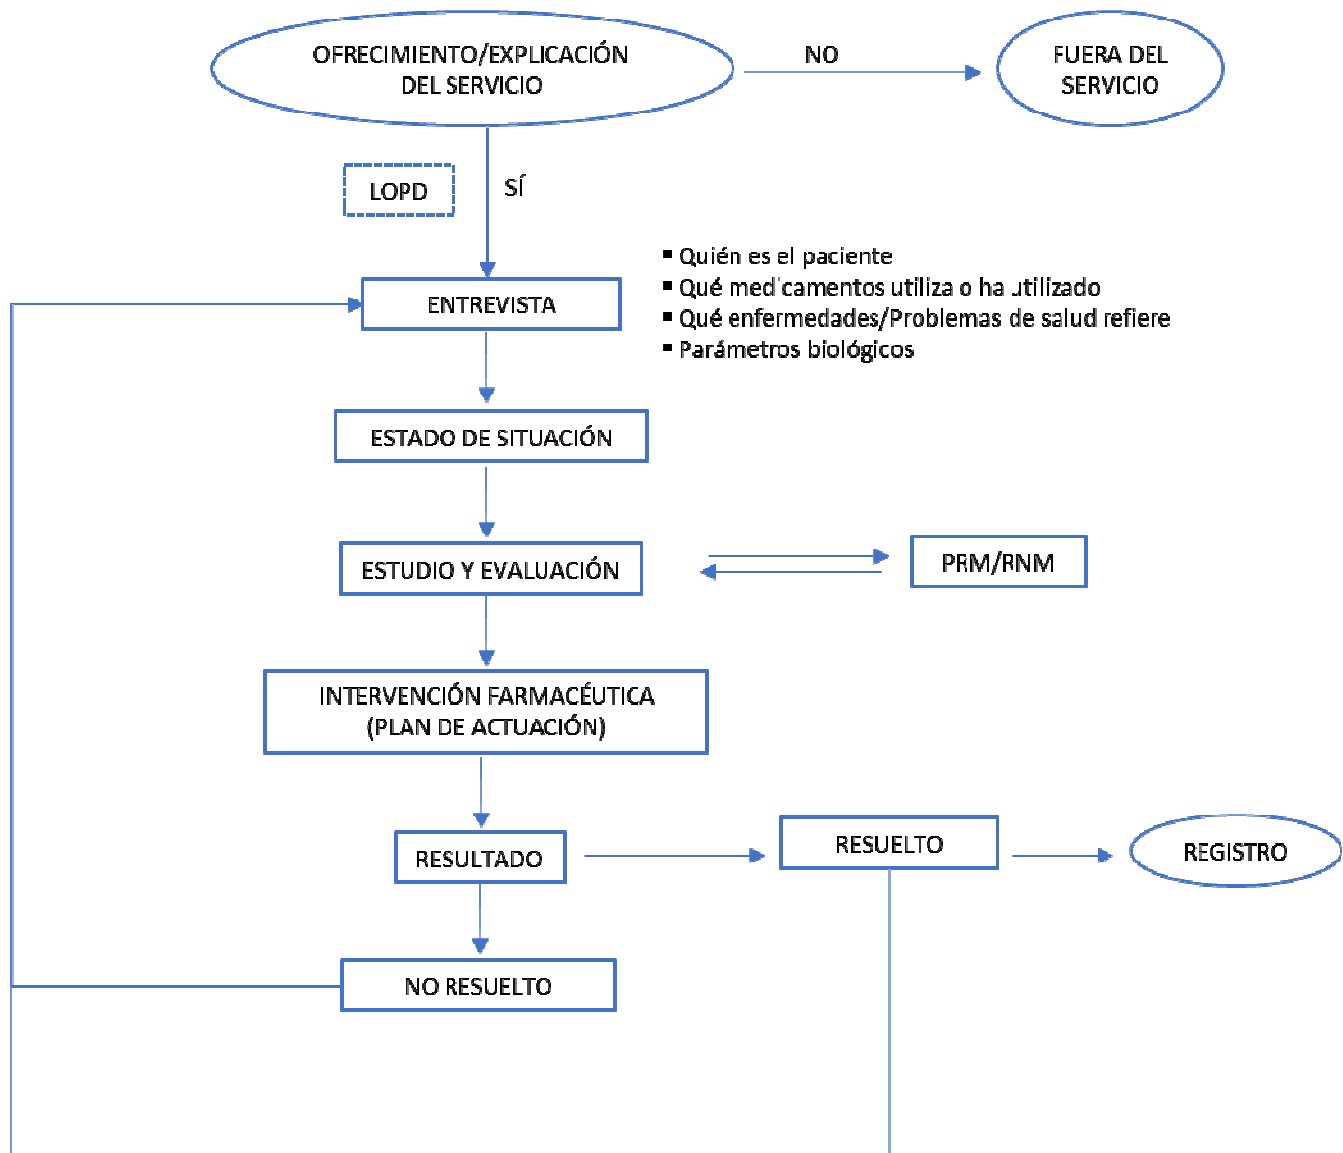 OFRECIMIENTO/EXPLICACIÓN
DEL SERVICIO
NO
FUERA DEL
SERVICIO
LOPD
SÍ
▪ Quién es el paciente
▪ Qué medicamentos utiliza o ha utilizado
▪ Qué enfermedades/Problemas de salud refiere
▪ Parámetros biológicos
ENTREVISTA
ESTADO DE SITUACIÓN
ESTUDIO Y EVALUACIÓN
PRM/RNM
INTERVENCIÓN FARMACÉUTICA
(PLAN DE ACTUACIÓN)
RESULTADO
RESUELTO
REGISTRO
NO RESUELTO